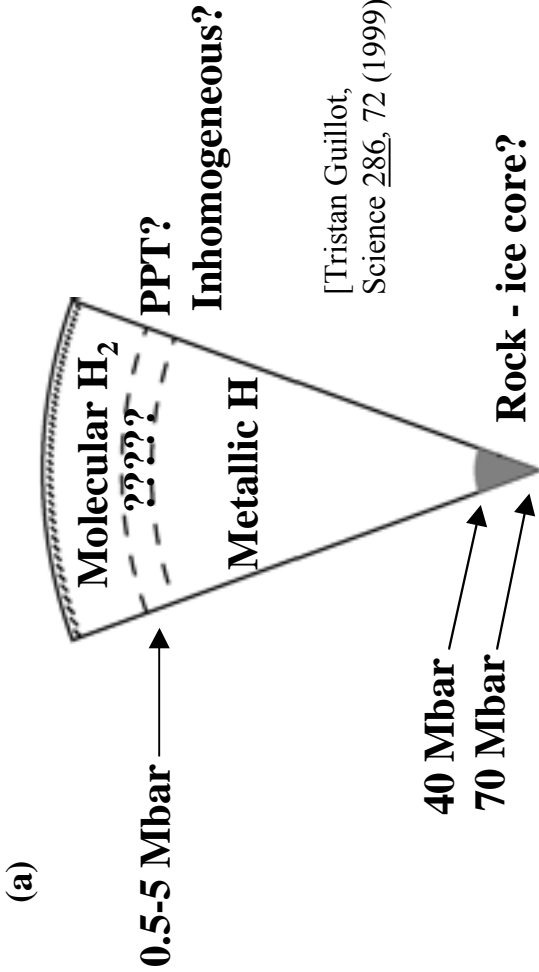 (a)
Molecular H₂
?????
PPT?
Inhomogeneous?
0.5-5 Mbar
Metallic H
[Tristan Guillot,
Science 286, 72 (1999)
40 Mbar
70 Mbar
Rock - ice core?